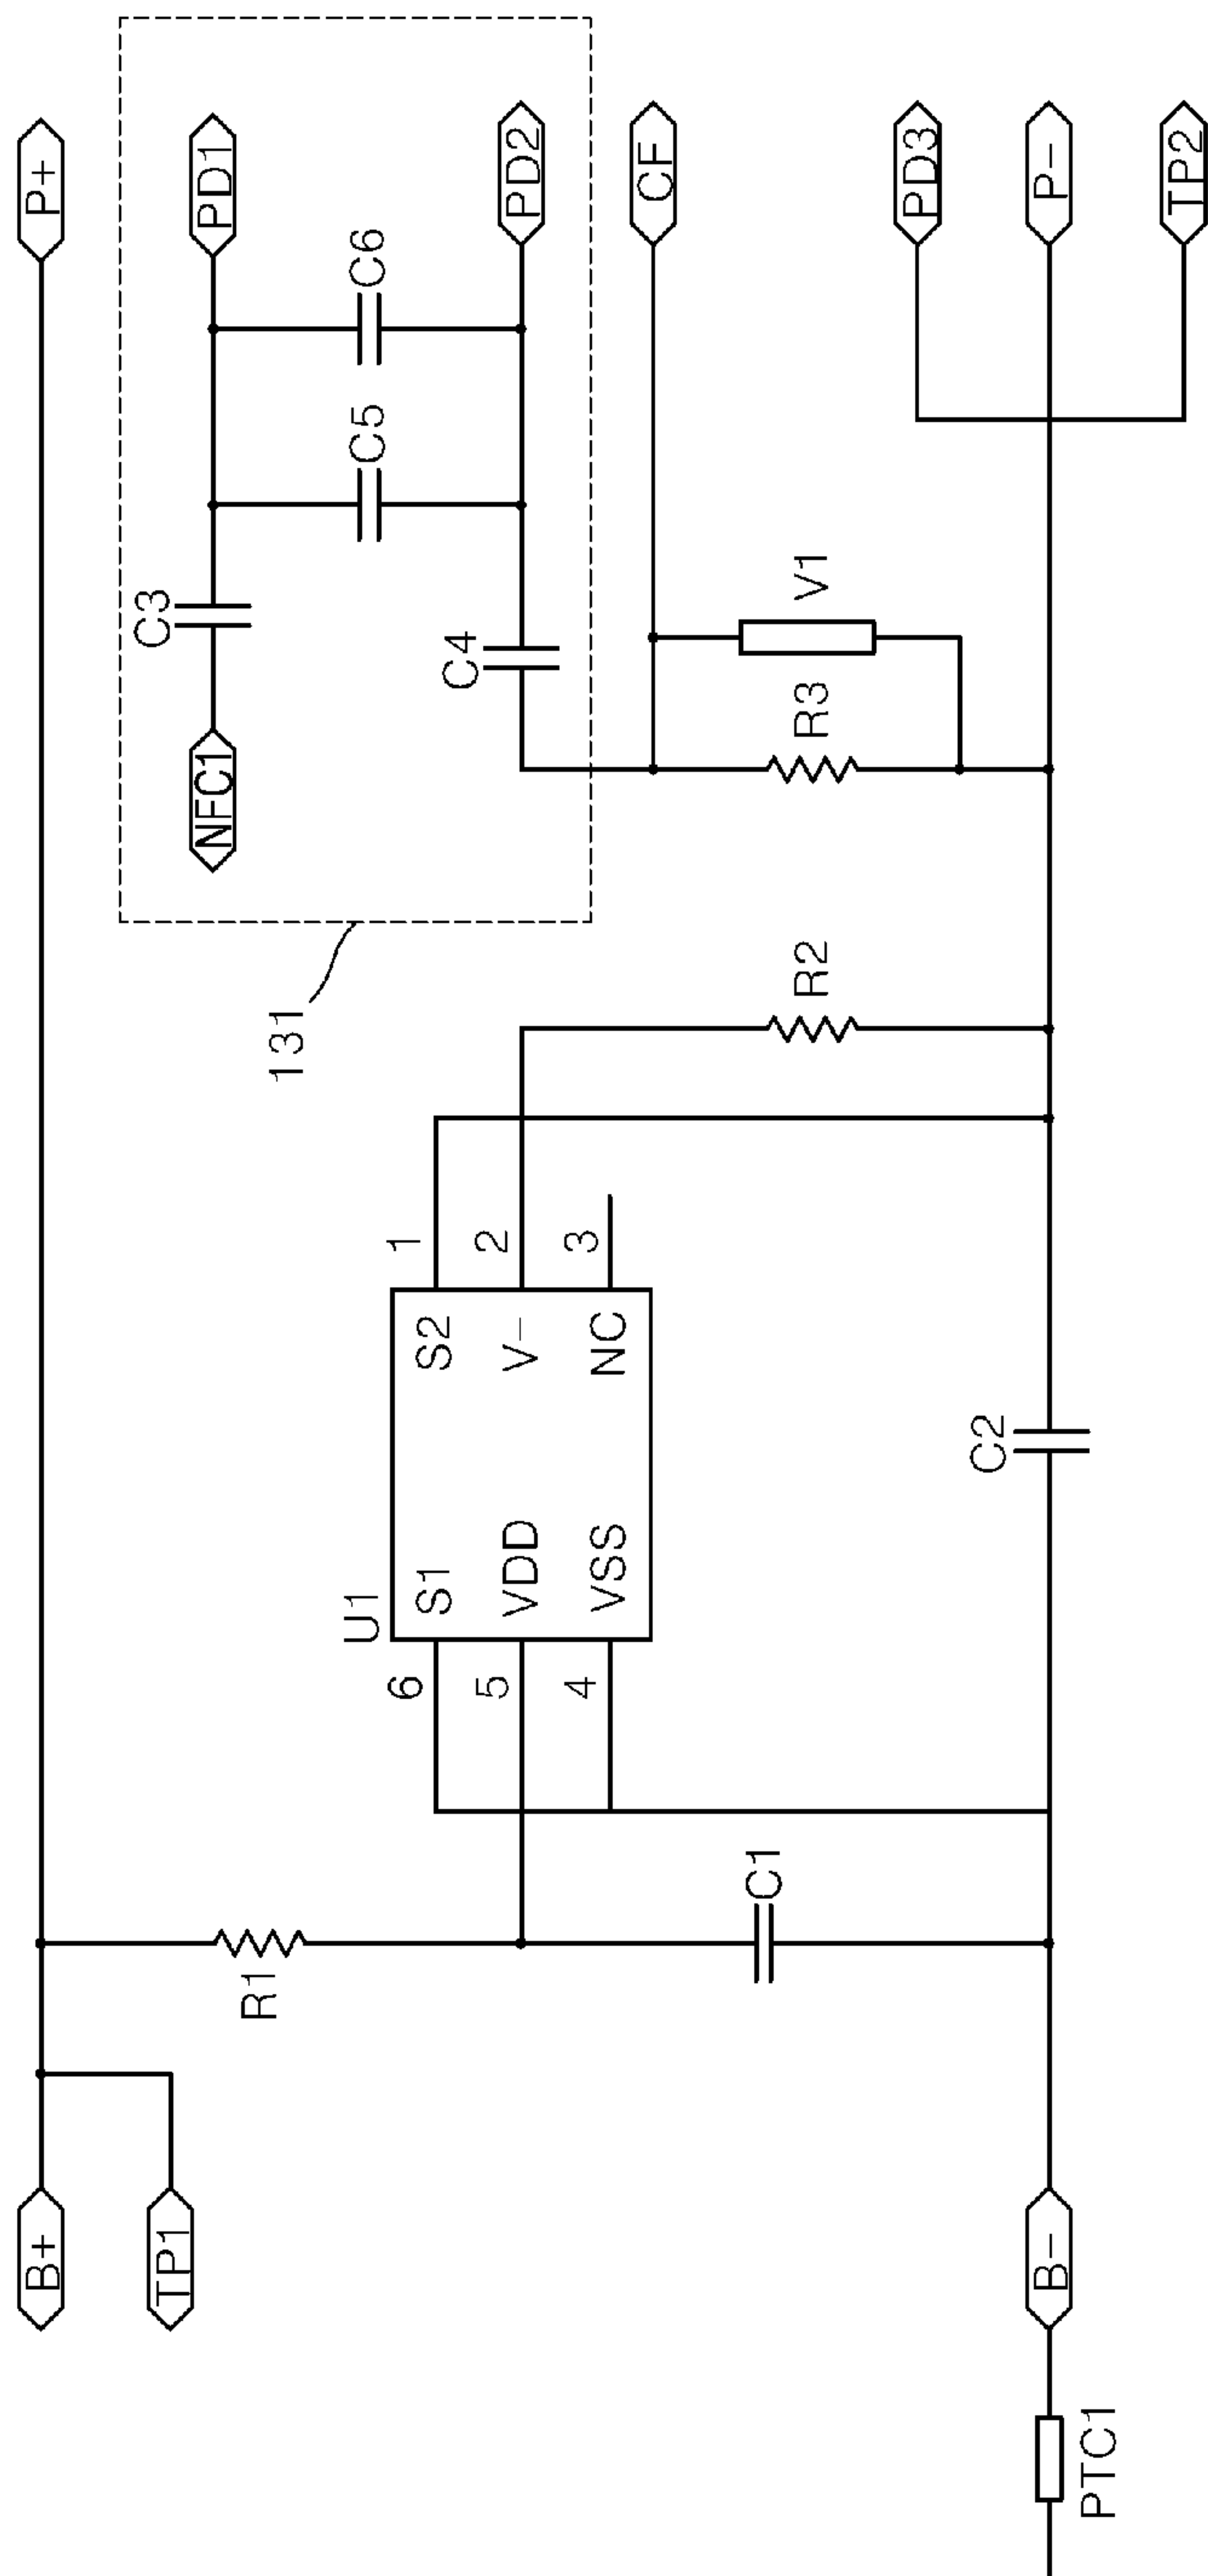 P+
PD1
PD2
CF
PD3
P-
TP2
C6
C5
C3
C4
V1
R3
NFC1
131
R2
1
2
3
S2
V-
NC
C2
U1
S1
VDD
VSS
6
5
4
C1
R1
B+
TP1
B-
PTC1